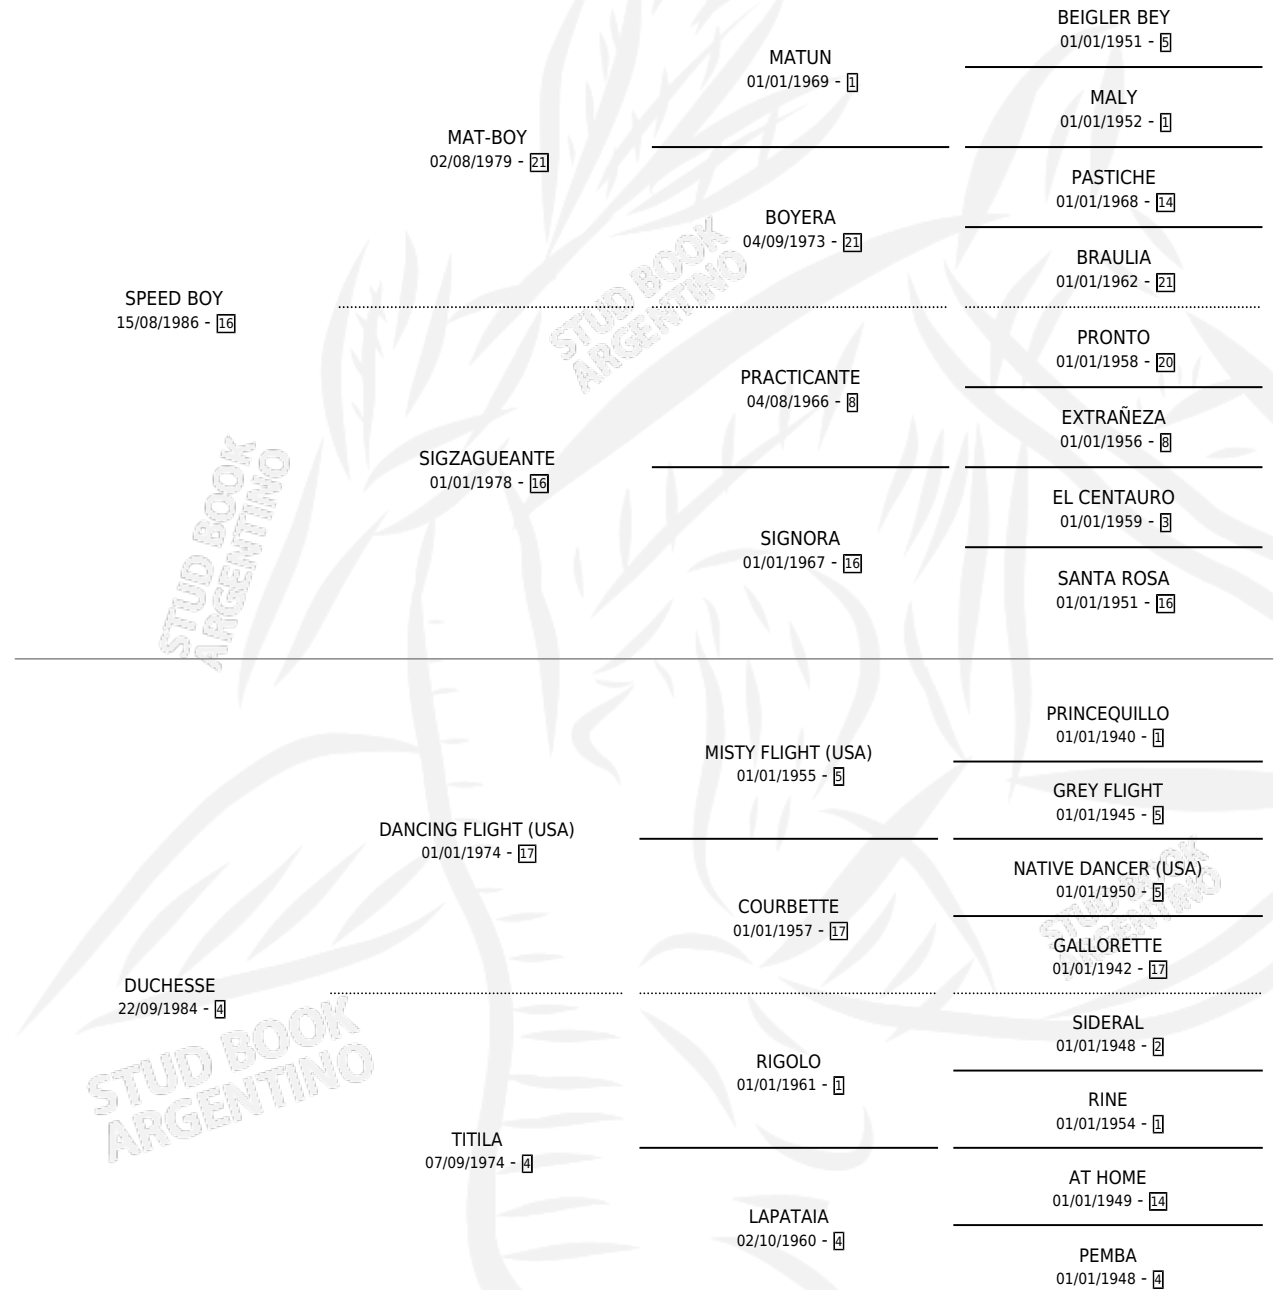 BEIGLER BEY
01/01/1951 - 5
MATUN
01/01/1969 - 1
MALY
01/01/1952 - 1
MAT-BOY
02/08/1979 - 21
PASTICHE
01/01/1968 - 14
BOYERA
04/09/1973 - 21
BRAULIA
01/01/1962 - 21
SPEED BOY
15/08/1986 - 16
PRONTO
01/01/1958 - 20
PRACTICANTE
04/08/1966 - 8
EXTRAÑEZA
01/01/1956 - 8
SIGZAGUEANTE
01/01/1978 - 16
EL CENTAURO
01/01/1959 - 3
SIGNORA
01/01/1967 - 16
SANTA ROSA
01/01/1951 - 16
PRINCEQUILLO
01/01/1940 - 1
MISTY FLIGHT (USA)
01/01/1955 - 5
GREY FLIGHT
01/01/1945 - 5
DANCING FLIGHT (USA)
01/01/1974 - 17
NATIVE DANCER (USA)
01/01/1950 - 5
COURBETTE
01/01/1957 - 17
GALLORETTE
01/01/1942 - 17
DUCHESSE
22/09/1984 - 4
SIDERAL
01/01/1948 - 2
RIGOLO
01/01/1961 - 1
RINE
01/01/1954 - 1
TITILA
07/09/1974 - 4
AT HOME
01/01/1949 - 14
LAPATAIA
02/10/1960 - 4
PEMBA
01/01/1948 - 4
STUD BOOK
ARGENTINO
STUD BOOK
ARGENTINO
STUD BOOK
ARGENTINO
STUD BOOK
ARGENTINO